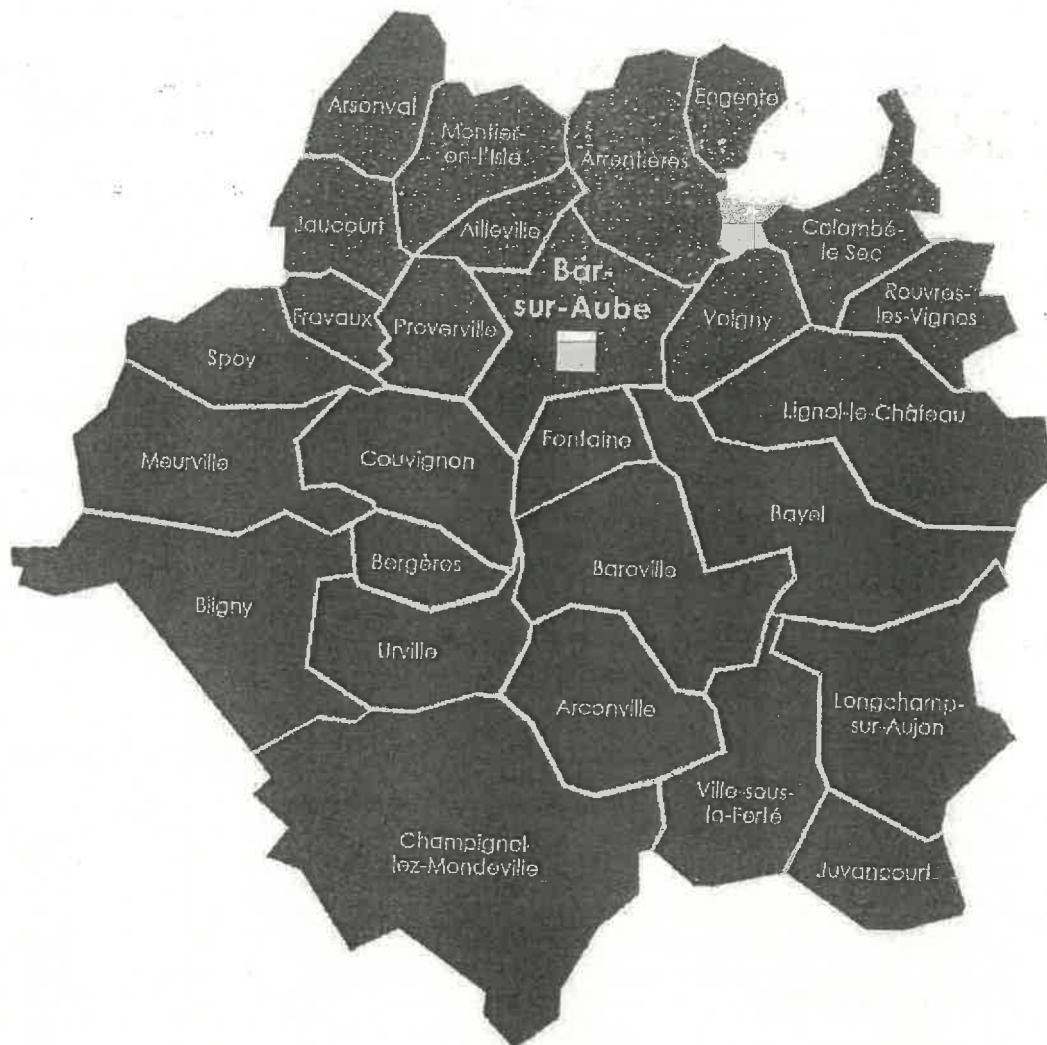 Arsonval
Engente
Montier-
en-l'Isle
Arrentières
Jaucourt
Ailleville
Colombé-
le Sec
Bar-
sur-Aube
Rouvres-
les-Vignes
Fravaux
Proverville
Voigny
Spoy
Lignol-le-Château
Meurville
Couvignon
Fontaine
Bayel
Bergères
Baroville
Bligny
Urville
Arconville
Longchamp-
sur-Aujon
Ville-sous-
la-Ferté
Champignol-
lez-Mondeville
Juvancourt